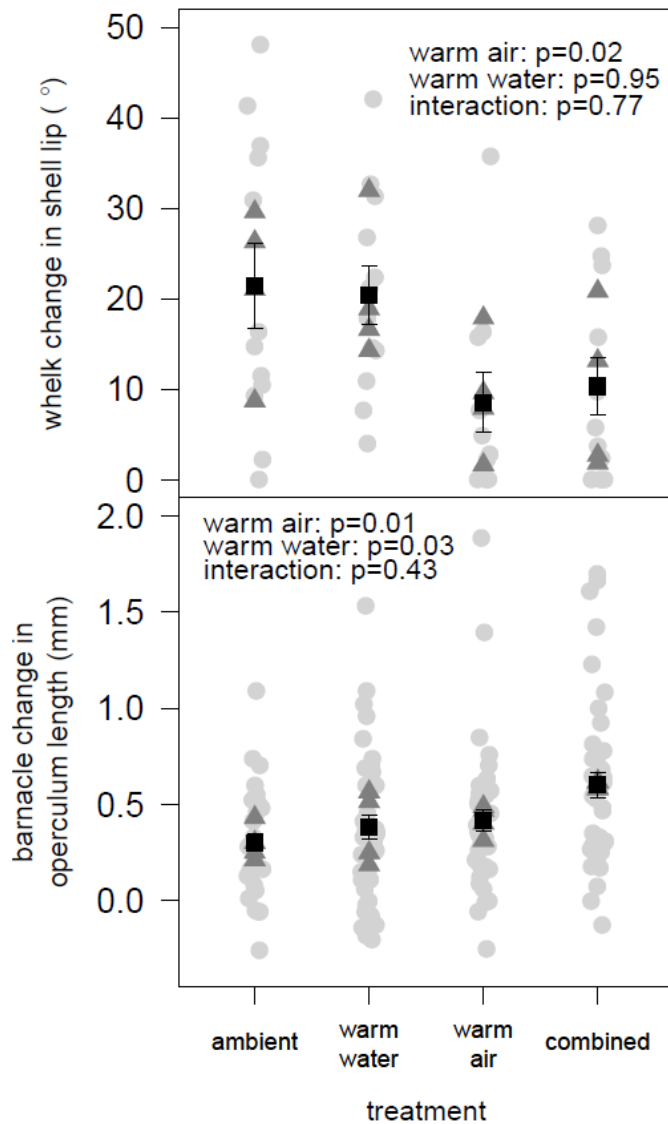 whelk change in shell lip ( °)
50
40
30
20
10
0
warm air: p=0.02
warm water: p=0.95
interaction: p=0.77
barnacle change in
operculum length (mm)
2.0
1.5
1.0
0.5
0.0
warm air: p=0.01
warm water: p=0.03
interaction: p=0.43
ambient
warm
water
warm
air
combined
treatment